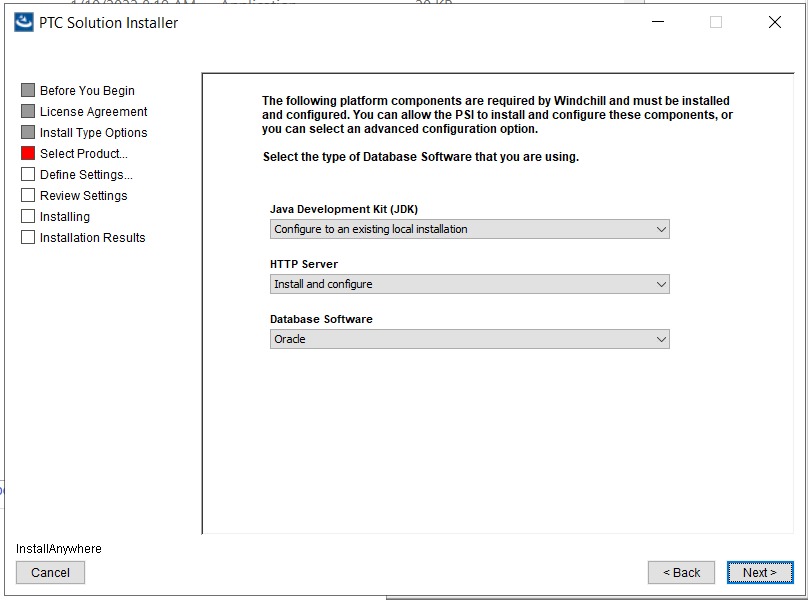 PTC Solution Installer
Before You Begin
License Agreement
Install Type Options
Select Product...
Define Settings...
Review Settings
Installing
Installation Results
The following platform components are required by Windchill and must be installed
and configured. You can allow the PSI to install and configure these components, or
you can select an advanced configuration option.
Select the type of Database Software that you are using.
Java Development Kit (JDK)
Configure to an existing local installation
HTTP Server
Install and configure
Database Software
Oracle
InstallAnywhere
Cancel
< Back
Next >